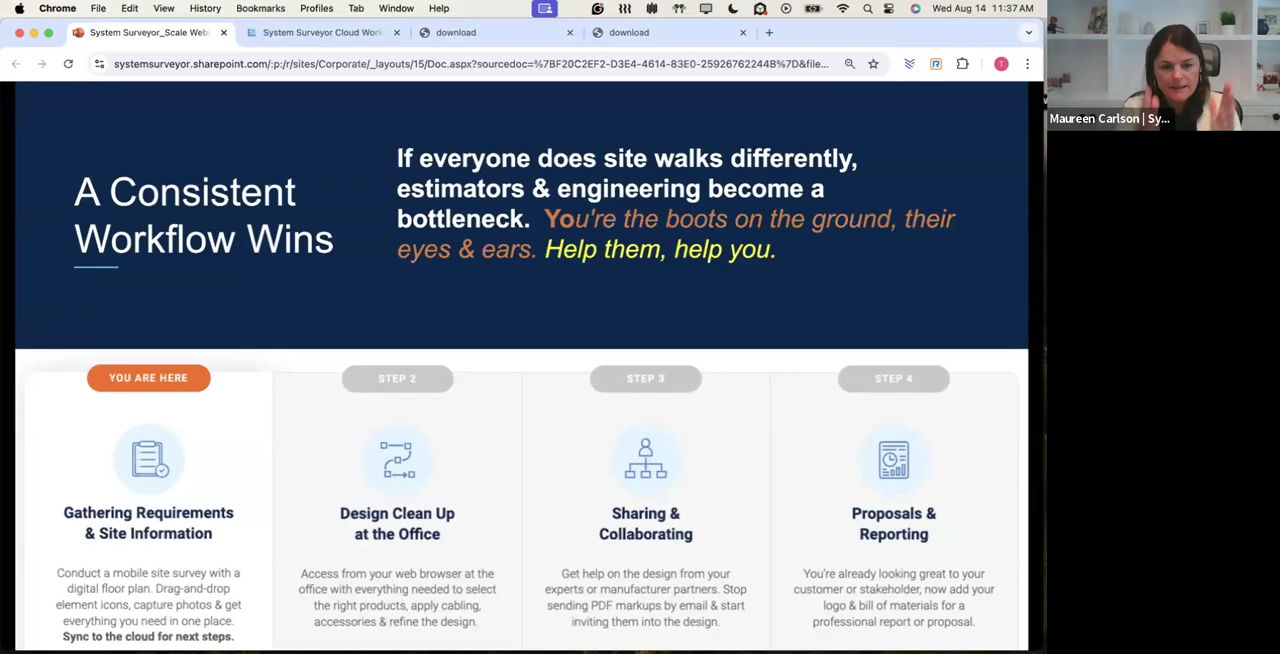 Chrome File Edit View History Bookmarks Profiles Tab Window Help Wed Aug 14 11:37 AM
System Surveyor_Scale Web System Surveyor Cloud Work download download
systemsurveyor.sharepoint.com/:p:/r/sites/Corporate/_layouts/15/Doc.aspx?sourcedoc=%7BF20C2EF2-D3E4-4614-83E0-25926762244B%7D&file...
T
Maureen Carlson | Sy...
A Consistent
Workflow Wins
If everyone does site walks differently,
estimators & engineering become a
bottleneck. You're the boots on the ground, their
eyes & ears. Help them, help you.
YOU ARE HERE
Gathering Requirements
& Site Information
Conduct a mobile site survey with a
digital floor plan. Drag-and-drop
element icons, capture photos & get
everything you need in one place.
Sync to the cloud for next steps.
STEP 2
Design Clean Up
at the Office
Access from your web browser at the
office with everything needed to select
the right products, apply cabling,
accessories & refine the design.
STEP 3
Sharing &
Collaborating
Get help on the design from your
experts or manufacturer partners. Stop
sending PDF markups by email & start
inviting them into the design.
STEP 4
Proposals &
Reporting
You're already looking great to your
customer or stakeholder, now add your
logo & bill of materials for a
professional report or proposal.